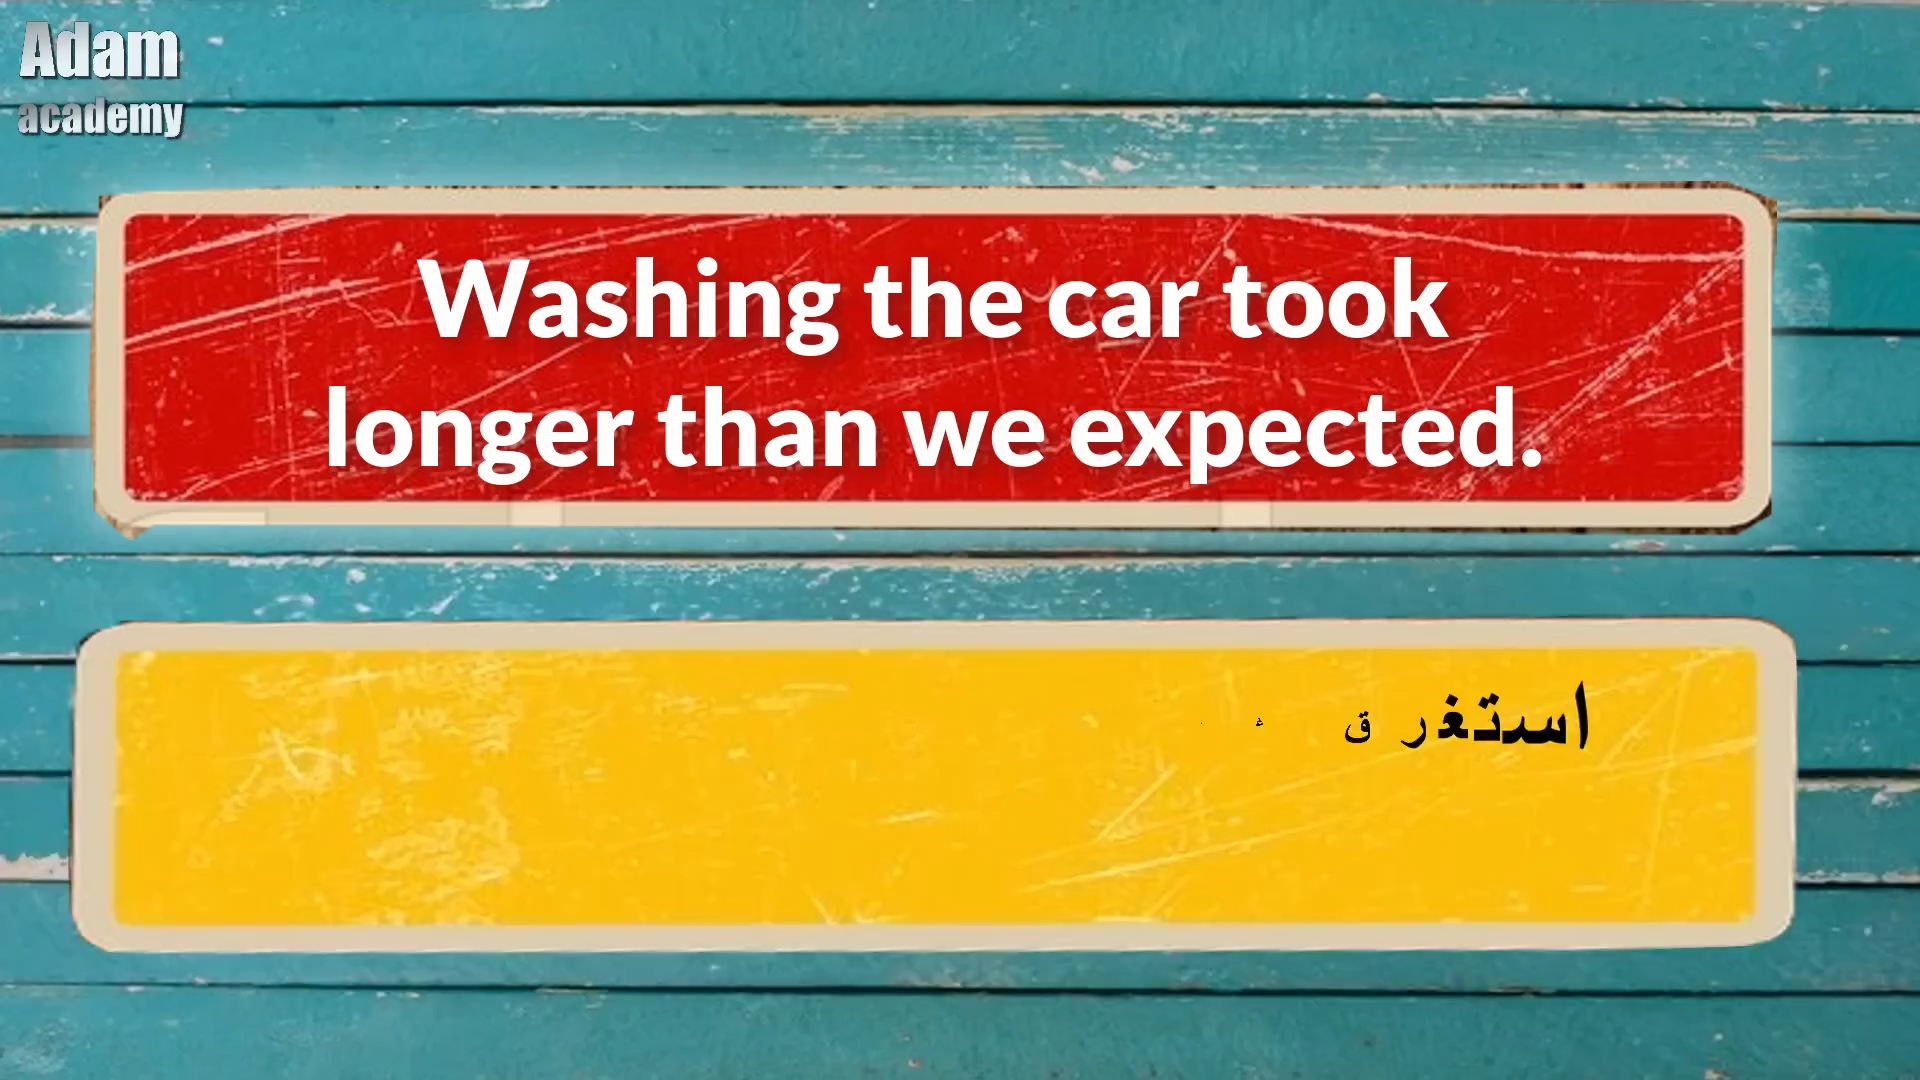 Adam
academy
Washing the car took
longer than we expected.
استغرق